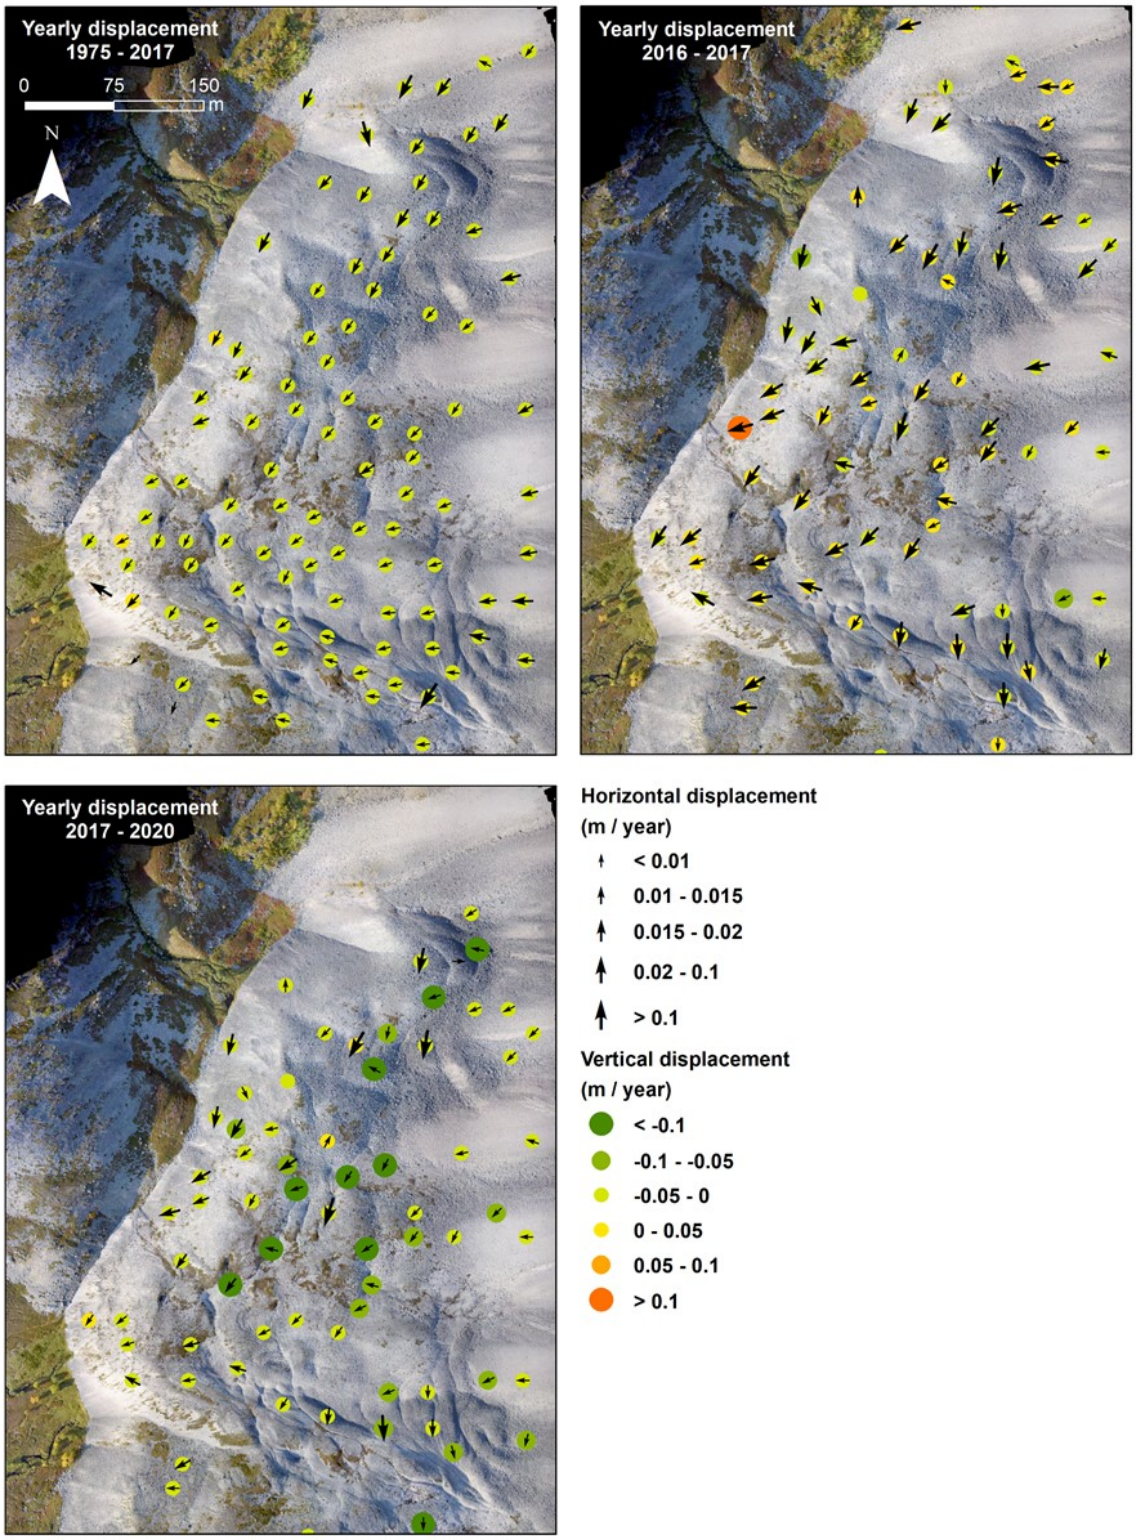 Yearly displacement
1975 - 2017
0 75 150
m
N
Yearly displacement
2016 - 2017
Yearly displacement
2017 - 2020
Horizontal displacement
(m / year)
< 0.01
0.01 - 0.015
0.015 - 0.02
0.02 - 0.1
> 0.1
Vertical displacement
(m / year)
< -0.1
-0.1 - -0.05
-0.05 - 0
0 - 0.05
0.05 - 0.1
> 0.1